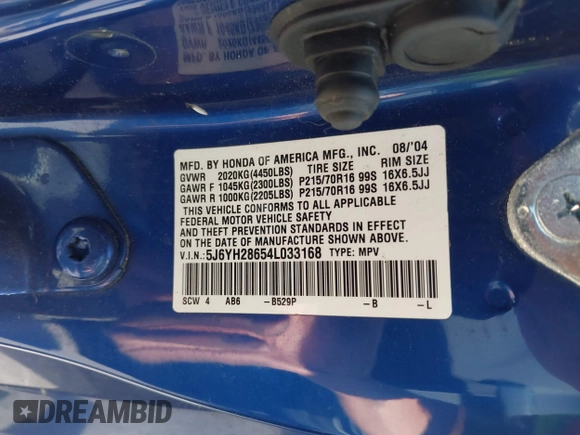 MFD. BY HONDA OF AMERICA MFG., INC. 08/'04
GVWR 2020KG(4450LBS) TIRE SIZE RIM SIZE
GAWR F 1045KG(2300LBS) P215/70R16 99S 16X6.5JJ
GAWR R 1000KG(2205LBS) P215/70R16 99S 16X6.5JJ
THIS VEHICLE CONFORMS TO ALL APPLICABLE
FEDERAL MOTOR VEHICLE SAFETY
AND THEFT PREVENTION STANDARDS IN EFFECT
ON THE DATE OF MANUFACTURE SHOWN ABOVE.
V.I.N.:5J6YH28654L033168 TYPE: MPV
SCW 4 AB6 -B529P -B -L
DREAMBID